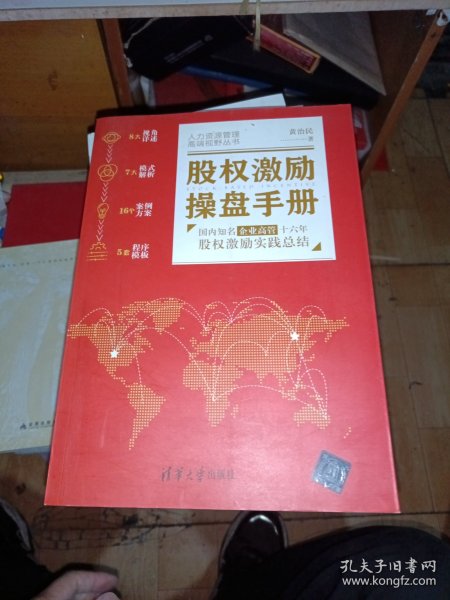 人力资源管理
高端视野丛书
黄治民
著
股权激励
STOCK-BASED INCENTIVE
操盘手册
国内知名企业高管十六年
股权激励实践总结
8大视角详述
7大模式解析
16个案例方案
5套程序模板
清华大学出版社
孔夫子旧书网
www.kongfz.com